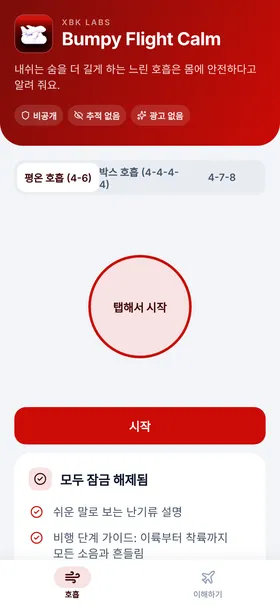 XBK LABS
Bumpy Flight Calm
내쉬는 숨을 더 길게 하는 느린 호흡은 몸에 안전하다고
알려 줘요.
비공개
추적 없음
광고 없음
평온 호흡 (4-6)
박스 호흡 (4-4-4-
4)
4-7-8
탭해서 시작
시작
모두 잠금 해제됨
쉬운 말로 보는 난기류 설명
비행 단계 가이드: 이륙부터 착륙까지
모든 소음과 흔들림
호흡
이해하기